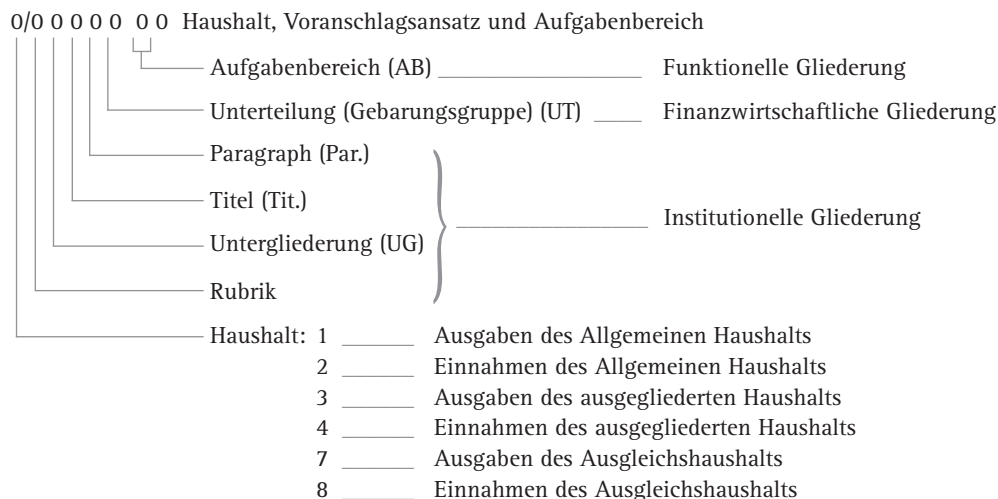 0/0 0 0 0 0 0 0 Haushalt, Voranschlagsansatz und Aufgabenbereich
Aufgabenbereich (AB) Funktionelle Gliederung
Unterteilung (Gebarungsgruppe) (UT) Finanzwirtschaftliche Gliederung
Paragraph (Par.)
Titel (Tit.)
Institutionelle Gliederung
Untergliederung (UG)
Rubrik
Haushalt: 1 Ausgaben des Allgemeinen Haushalts
2 Einnahmen des Allgemeinen Haushalts
3 Ausgaben des ausgegliederten Haushalts
4 Einnahmen des ausgegliederten Haushalts
7 Ausgaben des Ausgleichshaushalts
8 Einnahmen des Ausgleichshaushalts